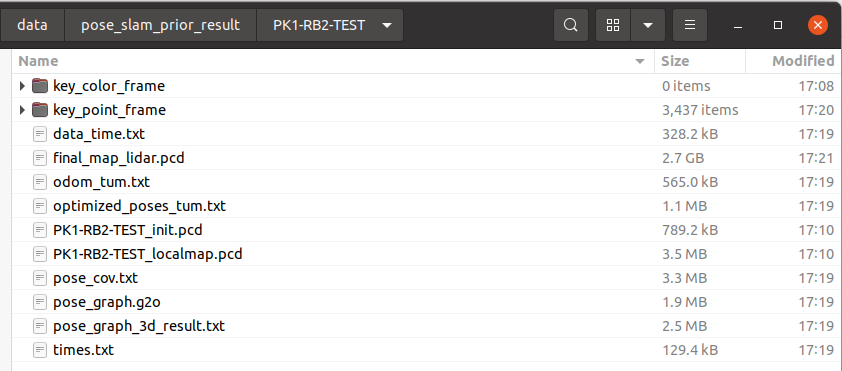 data pose_slam_prior_result PK1-RB2-TEST
Name Size Modified
key_color_frame 0 items 17:08
key_point_frame 3,437 items 17:20
data_time.txt 328.2 kB 17:19
final_map_lidar.pcd 2.7 GB 17:21
odom_tum.txt 565.0 kB 17:19
optimized_poses_tum.txt 1.1 MB 17:19
PK1-RB2-TEST_init.pcd 789.2 kB 17:10
PK1-RB2-TEST_localmap.pcd 3.5 MB 17:10
pose_cov.txt 3.3 MB 17:19
pose_graph.g2o 1.9 MB 17:19
pose_graph_3d_result.txt 2.5 MB 17:19
times.txt 129.4 kB 17:19